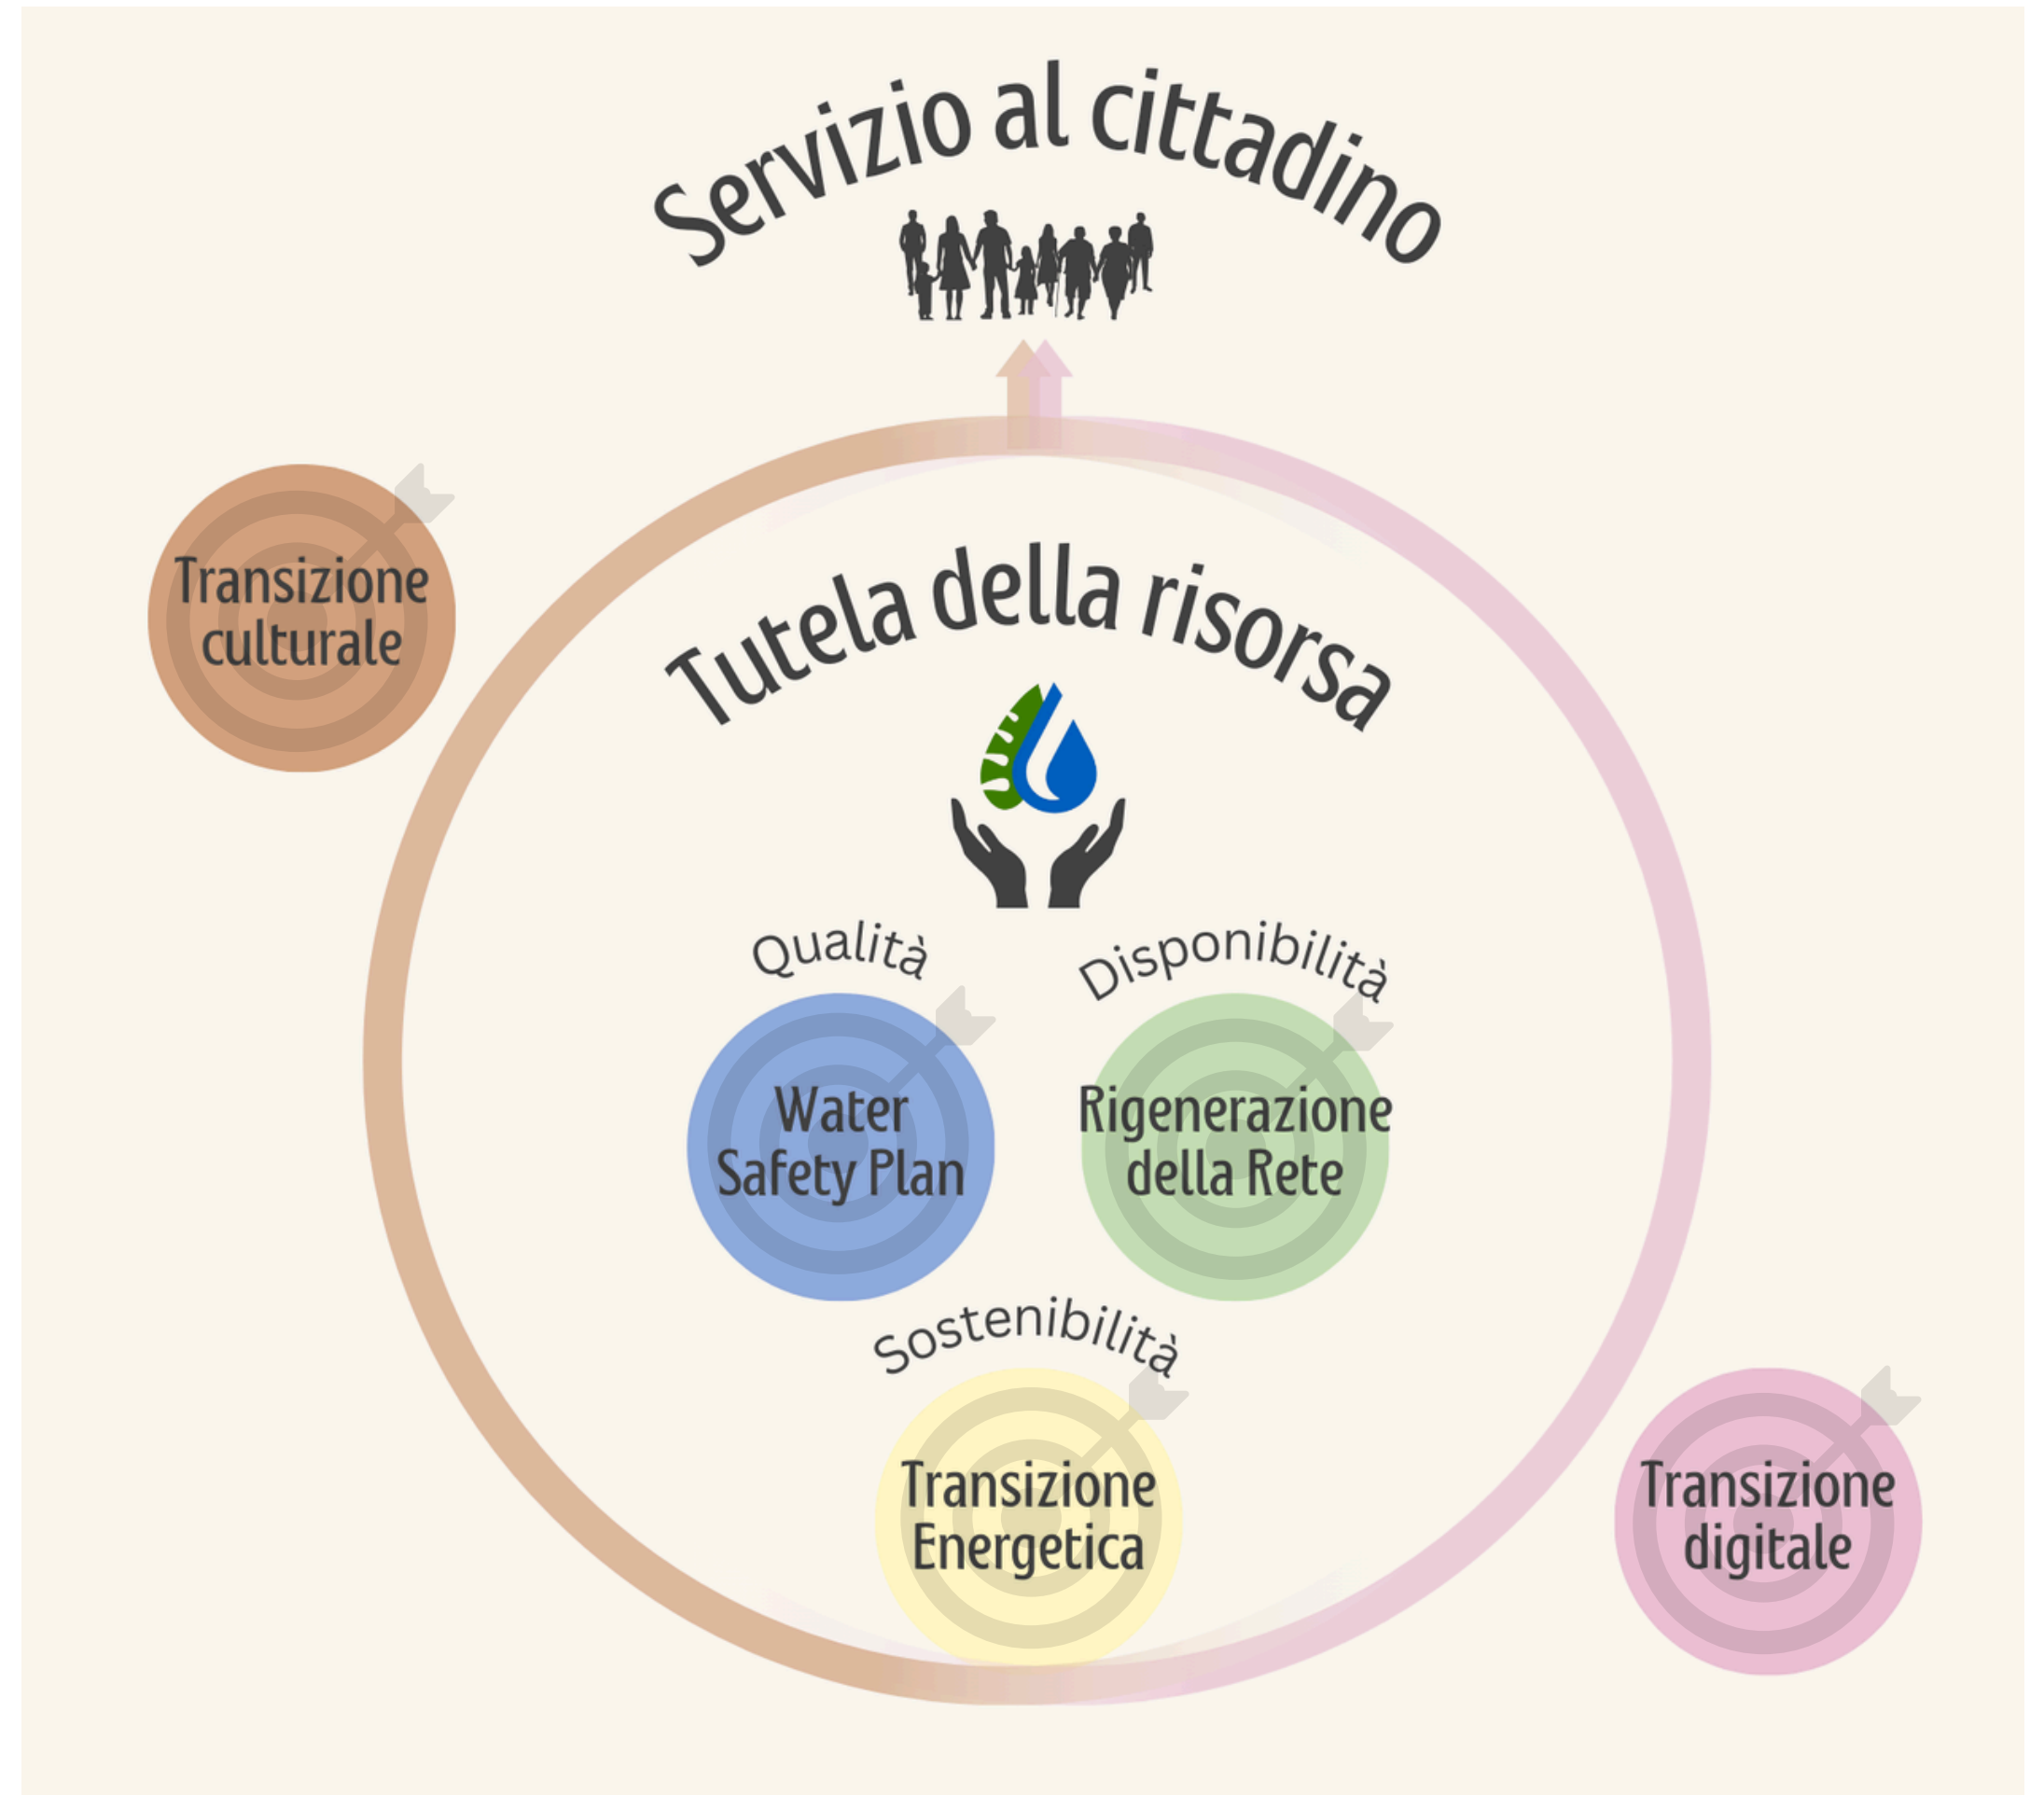 Servizio al cittadino
Transizione
culturale
Tutela della risorsa
Qualità
Disponibilità
Water
Safety Plan
Rigenerazione
della Rete
Sostenibilità
Transizione
Energetica
Transizione
digitale